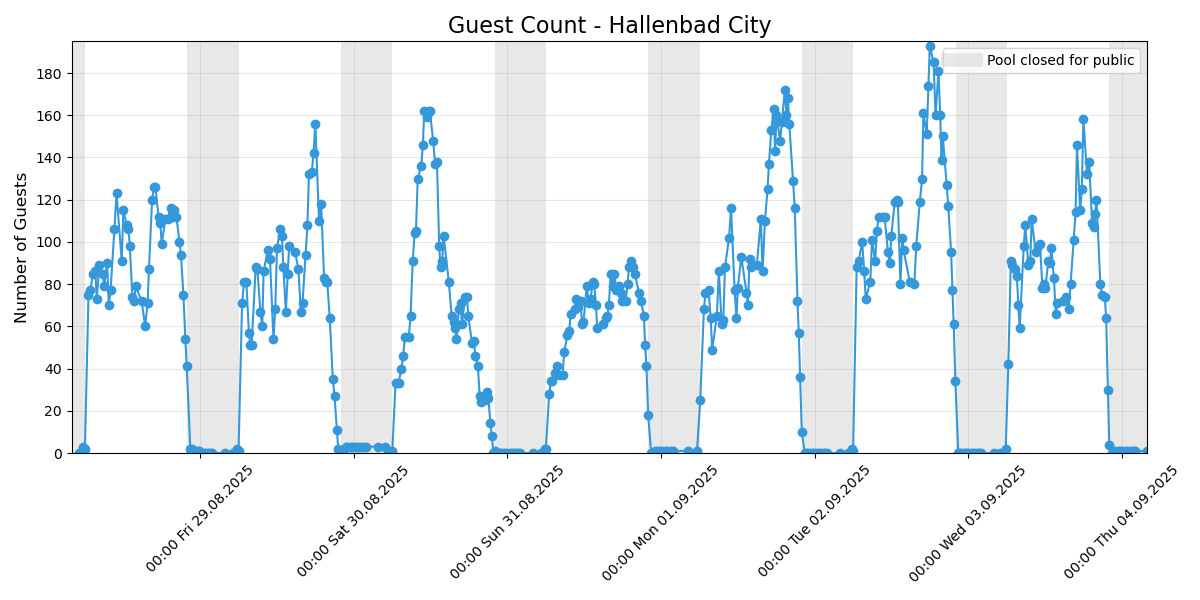 Guest Count - Hallenbad City
Pool closed for public
Number of Guests
180
160
140
120
100
80
60
40
20
0
00:00 Fri 29.08.2025
00:00 Sat 30.08.2025
00:00 Sun 31.08.2025
00:00 Mon 01.09.2025
00:00 Tue 02.09.2025
00:00 Wed 03.09.2025
00:00 Thu 04.09.2025